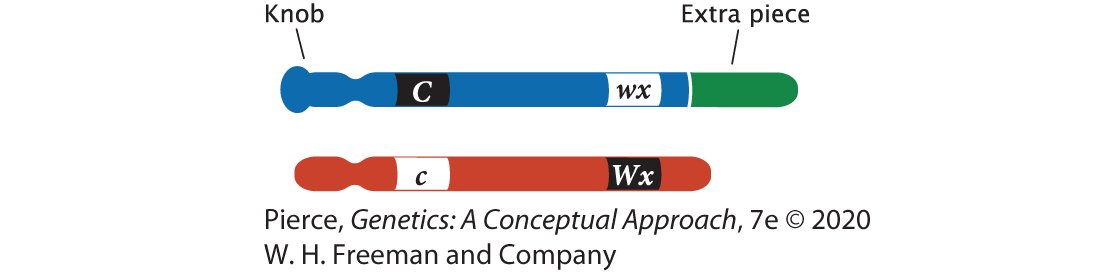 Knob Extra piece
C wx
c Wx
Pierce, Genetics: A Conceptual Approach, 7e © 2020
W. H. Freeman and Company